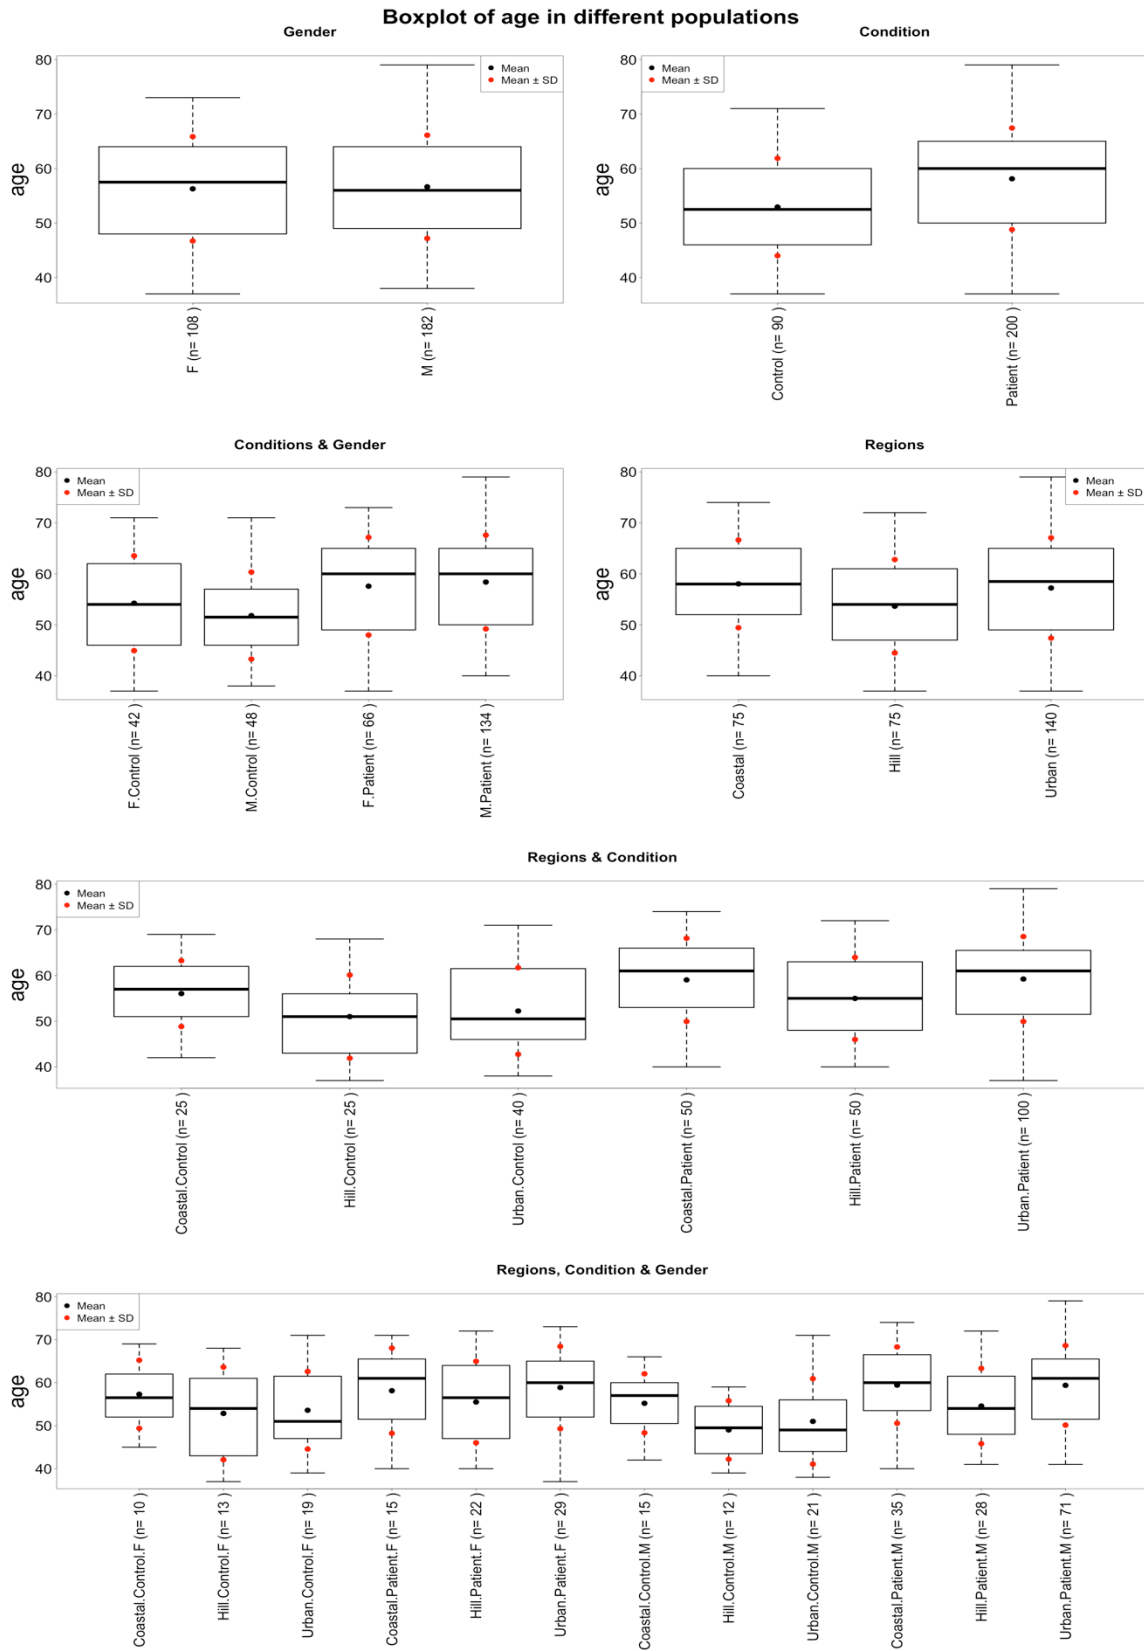 Boxplot of age in different populations
Gender
80
70
60
50
40
age
Mean
Mean ± SD
F (n= 108 )
M (n= 182 )
Condition
80
70
60
50
40
age
Mean
Mean ± SD
Control (n= 90 )
Patient (n= 200 )
Conditions & Gender
80
70
60
50
40
age
Mean
Mean ± SD
F.Control (n= 42 )
M.Control (n= 48 )
F.Patient (n= 66 )
M.Patient (n= 134 )
Regions
80
70
60
50
40
age
Mean
Mean ± SD
Coastal (n= 75 )
Hill (n= 75 )
Urban (n= 140 )
Regions & Condition
80
70
60
50
40
age
Mean
Mean ± SD
Coastal.Control (n= 25 )
Hill.Control (n= 25 )
Urban.Control (n= 40 )
Coastal.Patient (n= 50 )
Hill.Patient (n= 50 )
Urban.Patient (n= 100 )
Regions, Condition & Gender
80
70
60
50
40
age
Mean
Mean ± SD
Coastal.Control.F (n= 10 )
Hill.Control.F (n= 13 )
Urban.Control.F (n= 19 )
Coastal.Patient.F (n= 15 )
Hill.Patient.F (n= 22 )
Urban.Patient.F (n= 29 )
Coastal.Control.M (n= 15 )
Hill.Control.M (n= 12 )
Urban.Control.M (n= 21 )
Coastal.Patient.M (n= 35 )
Hill.Patient.M (n= 28 )
Urban.Patient.M (n= 71 )